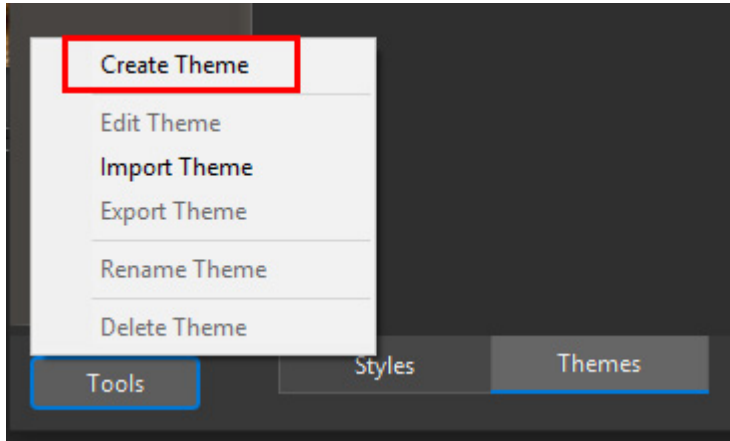 Create Theme
Edit Theme
Import Theme
Export Theme
Rename Theme
Delete Theme
Tools
Styles
Themes